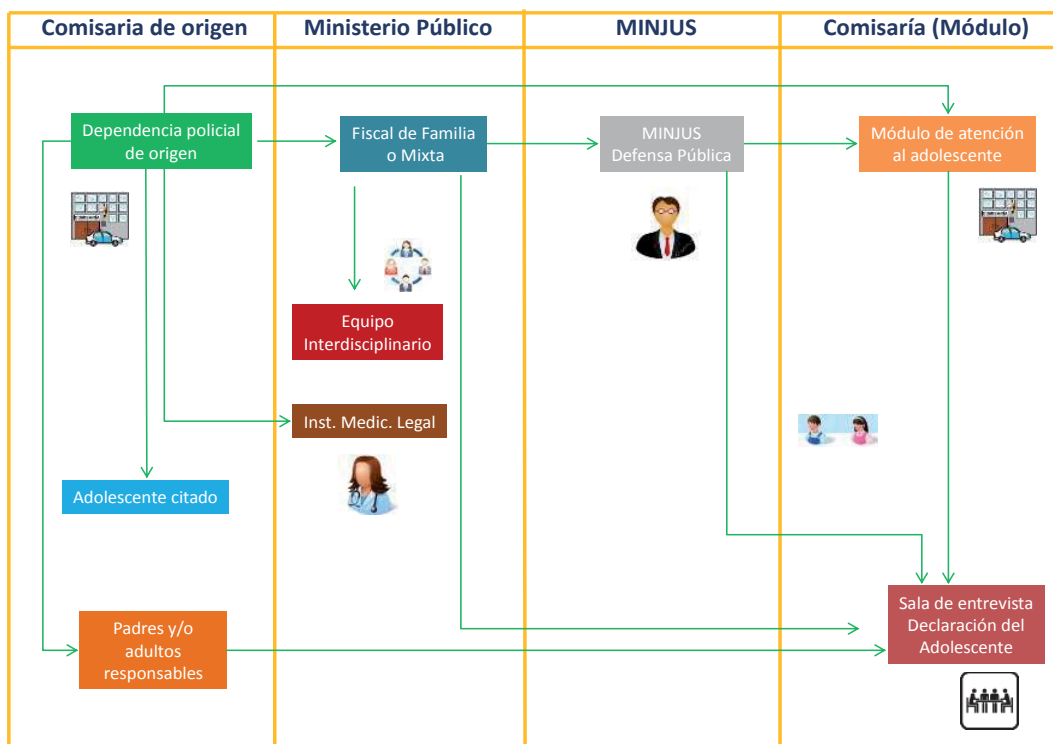 Comisaria de origen
Ministerio Público
MINJUS
Comisaría (Módulo)
Dependencia policial
de origen
Fiscal de Familia
o Mixta
MINJUS
Defensa Pública
Módulo de atención
al adolescente
Equipo
Interdisciplinario
Inst. Medic. Legal
Adolescente citado
Padres y/o
adultos
responsables
Sala de entrevista
Declaración del
Adolescente